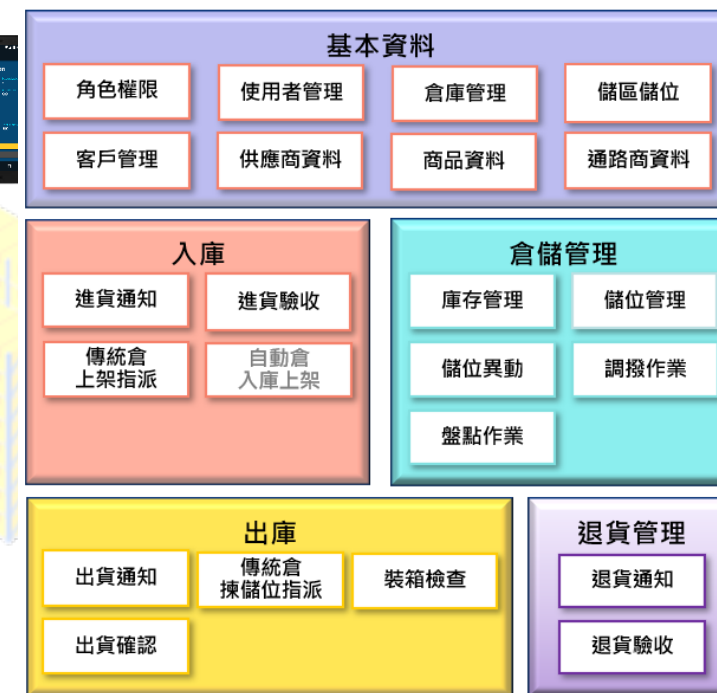 基本資料
角色權限
使用者管理
倉庫管理
儲區儲位
客戶管理
供應商資料
商品資料
通路商資料
入庫
進貨通知
進貨驗收
傳統倉
上架指派
自動倉
入庫上架
倉儲管理
庫存管理
儲位管理
儲位異動
調撥作業
盤點作業
出庫
出貨通知
傳統倉
揀儲位指派
裝箱檢查
出貨確認
退貨管理
退貨通知
退貨驗收